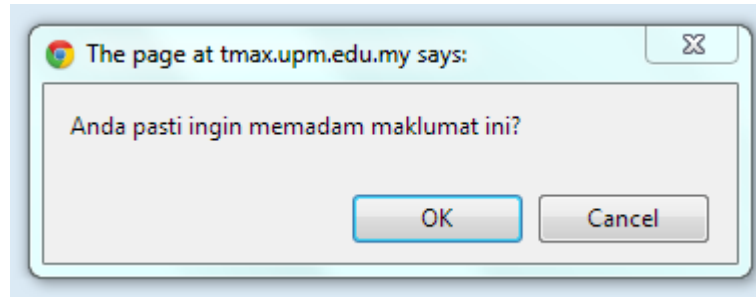 The page at tmax.upm.edu.my says:
Anda pasti ingin memadam maklumat ini?
OK Cancel